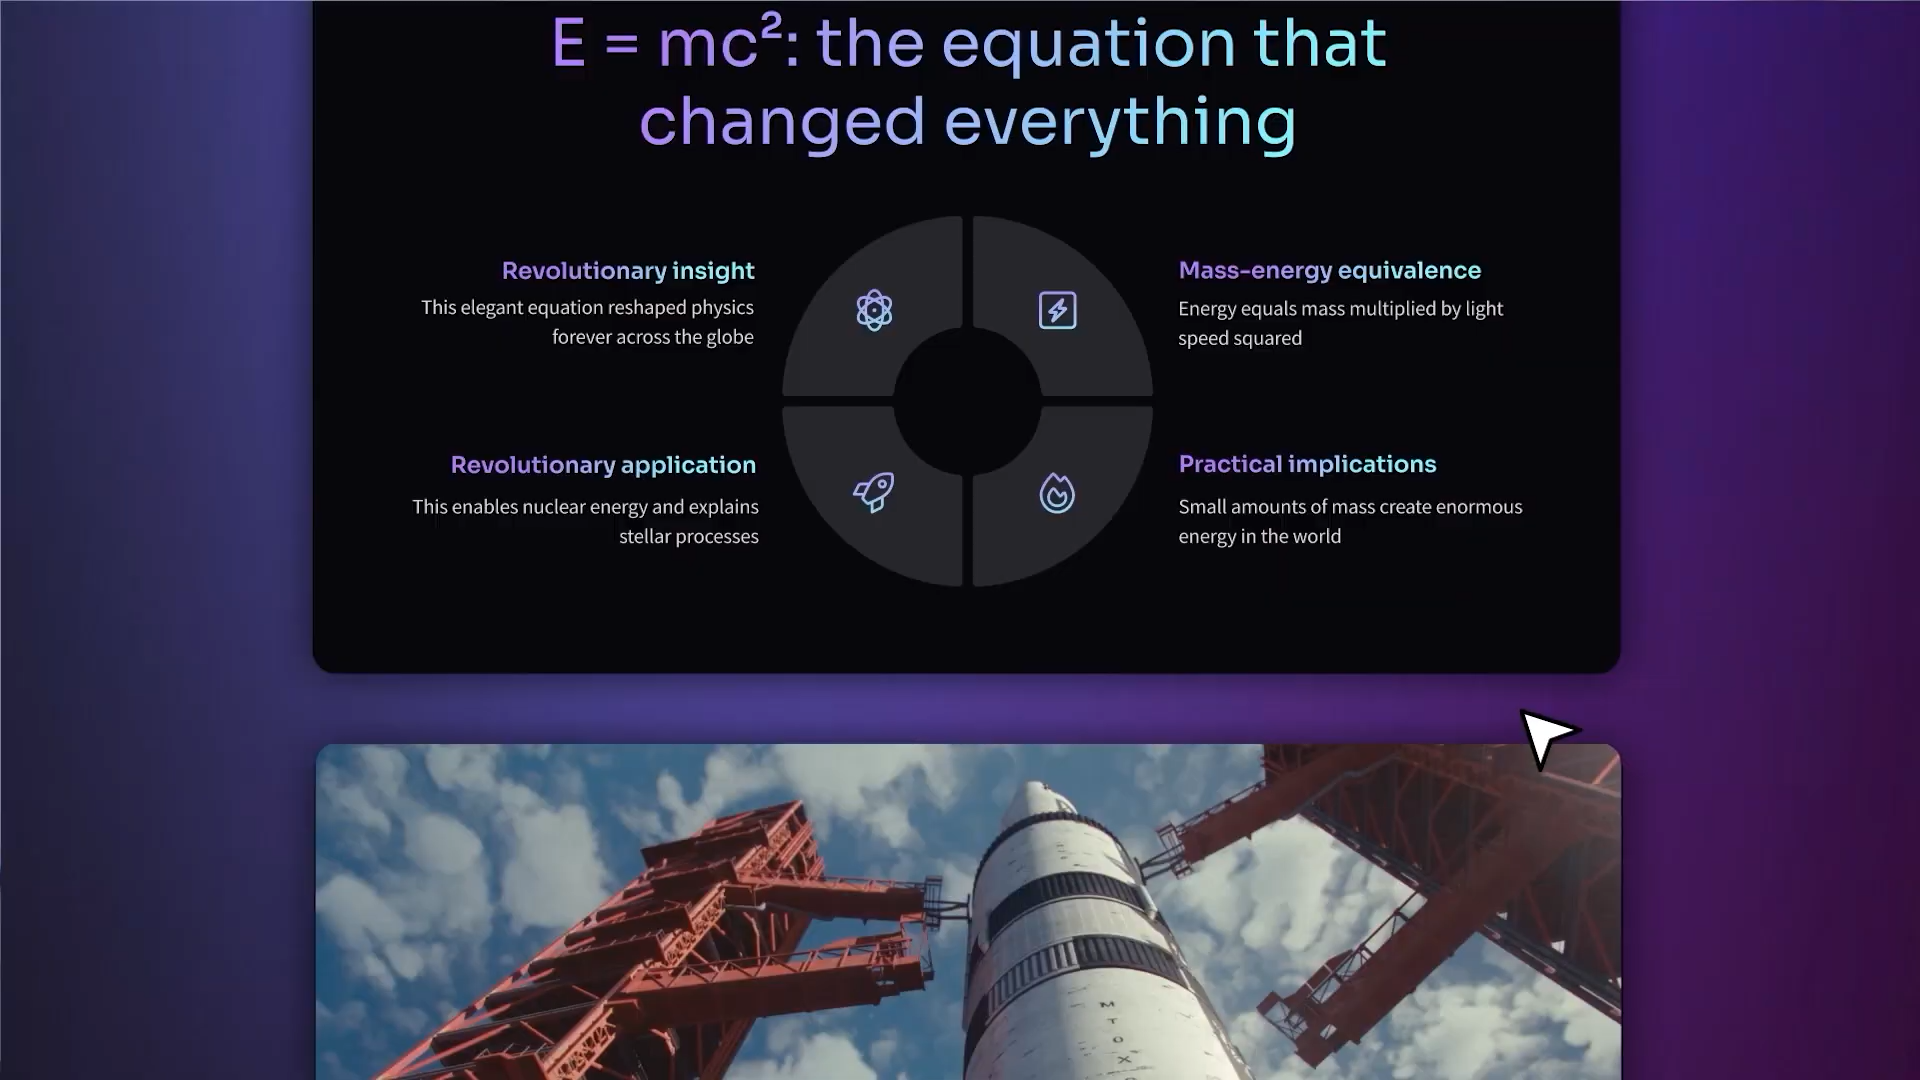 E = mc²: the equation that
changed everything
Revolutionary insight
This elegant equation reshaped physics
forever across the globe
Mass-energy equivalence
Energy equals mass multiplied by light
speed squared
Revolutionary application
This enables nuclear energy and explains
stellar processes
Practical implications
Small amounts of mass create enormous
energy in the world